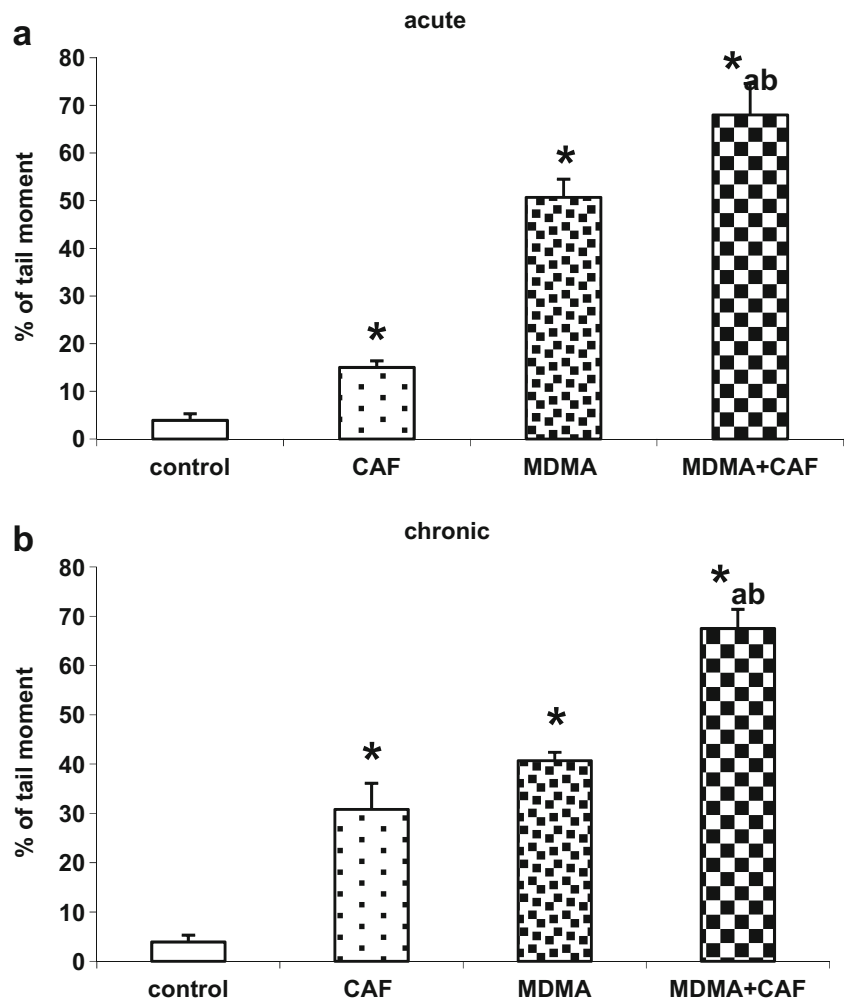 a
acute
80
70
60
50
40
30
20
10
0
% of tail moment
*
*
*
ab
control CAF MDMA MDMA+CAF
b
chronic
80
70
60
50
40
30
20
10
0
% of tail moment
*
*
*
ab
control CAF MDMA MDMA+CAF